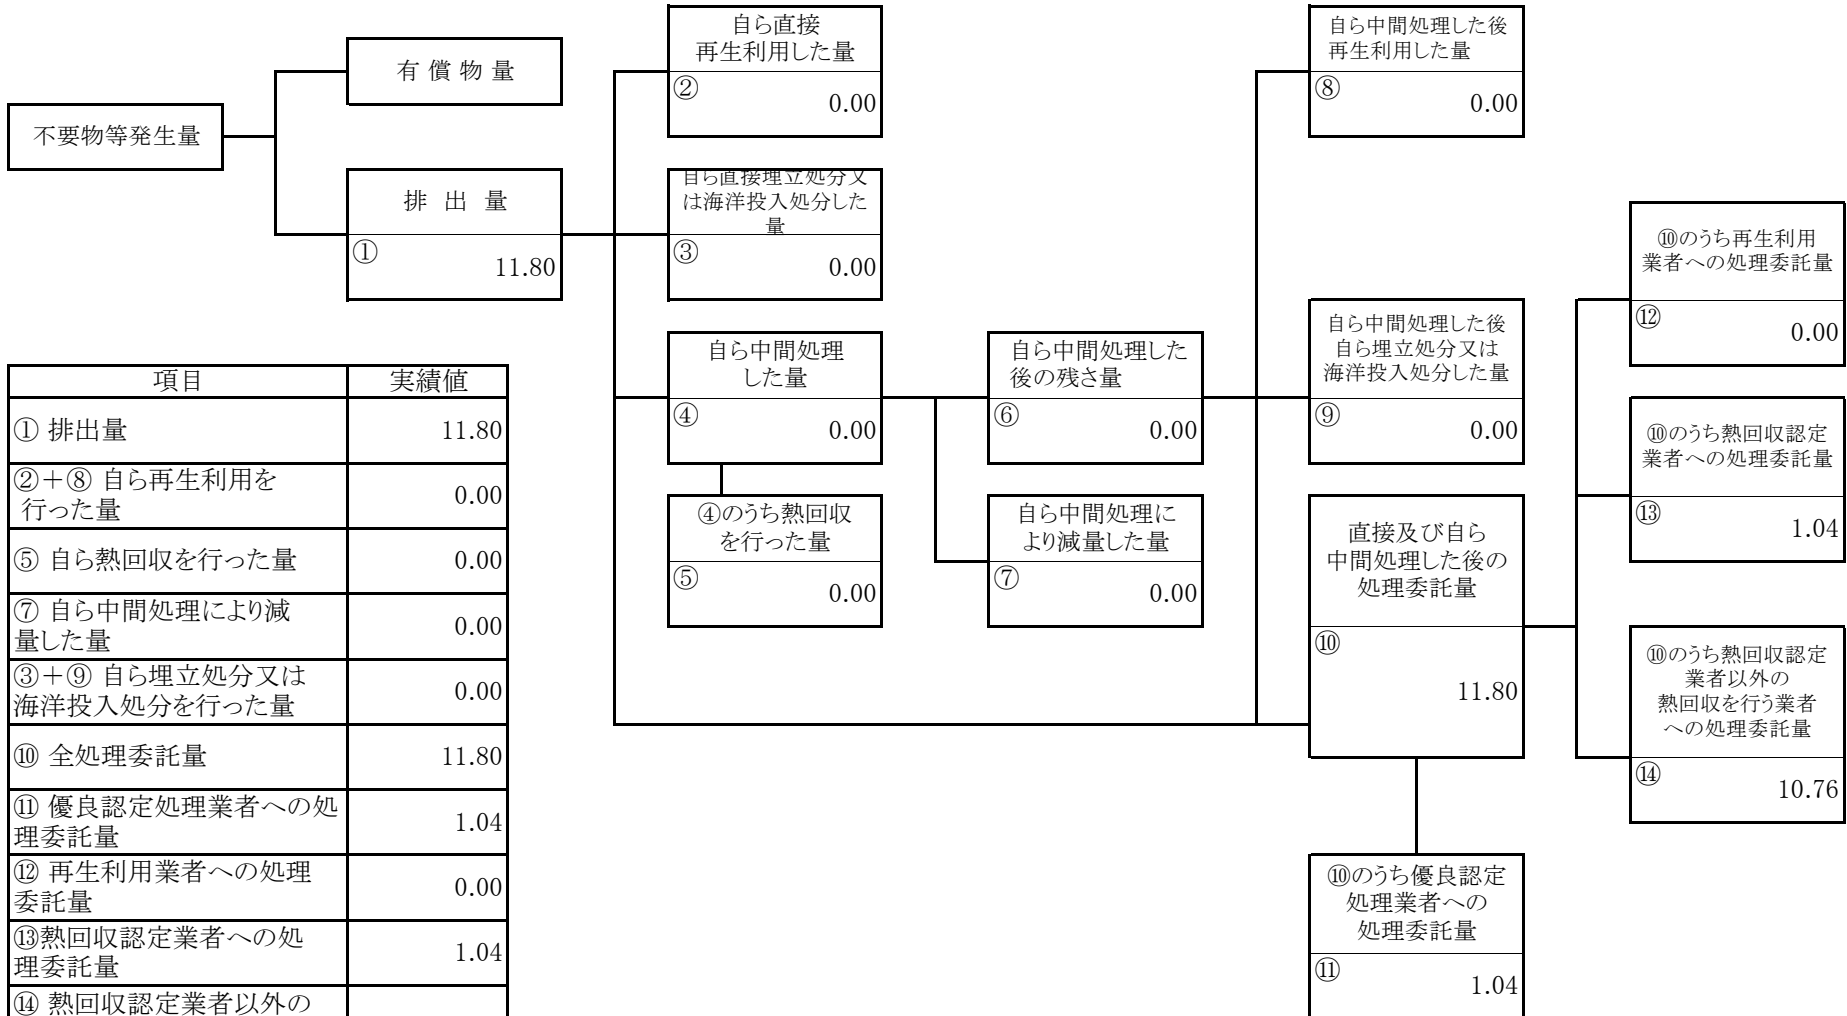 不要物等発生量
有 償 物 量
排 出 量
①
11.80
自ら直接
再生利用した量
②
0.00
自ら直接埋立処分又
は海洋投入処分した
量
③
0.00
自ら中間処理
した量
④
0.00
④のうち熱回収
を行った量
⑤
0.00
自ら中間処理した
後の残さ量
⑥
0.00
自ら中間処理に
より減量した量
⑦
0.00
自ら中間処理した後
再生利用した量
⑧
0.00
自ら中間処理した後
自ら埋立処分又は
海洋投入処分した量
⑨
0.00
直接及び自ら
中間処理した後の
処理委託量
⑩
11.80
⑩のうち優良認定
処理業者への
処理委託量
⑪
1.04
⑩のうち再生利用
業者への処理委託量
⑫
0.00
⑩のうち熱回収認定
業者への処理委託量
⑬
1.04
⑩のうち熱回収認定
業者以外の
熱回収を行う業者
への処理委託量
⑭
10.76
項目 実績値
① 排出量 11.80
②＋⑧ 自ら再生利用を
行った量 0.00
⑤ 自ら熱回収を行った量 0.00
⑦ 自ら中間処理により減
量した量 0.00
③＋⑨ 自ら埋立処分又は
海洋投入処分を行った量 0.00
⑩ 全処理委託量 11.80
⑪ 優良認定処理業者への処
理委託量 1.04
⑫ 再生利用業者への処理
委託量 0.00
⑬熱回収認定業者への処
理委託量 1.04
⑭ 熱回収認定業者以外の